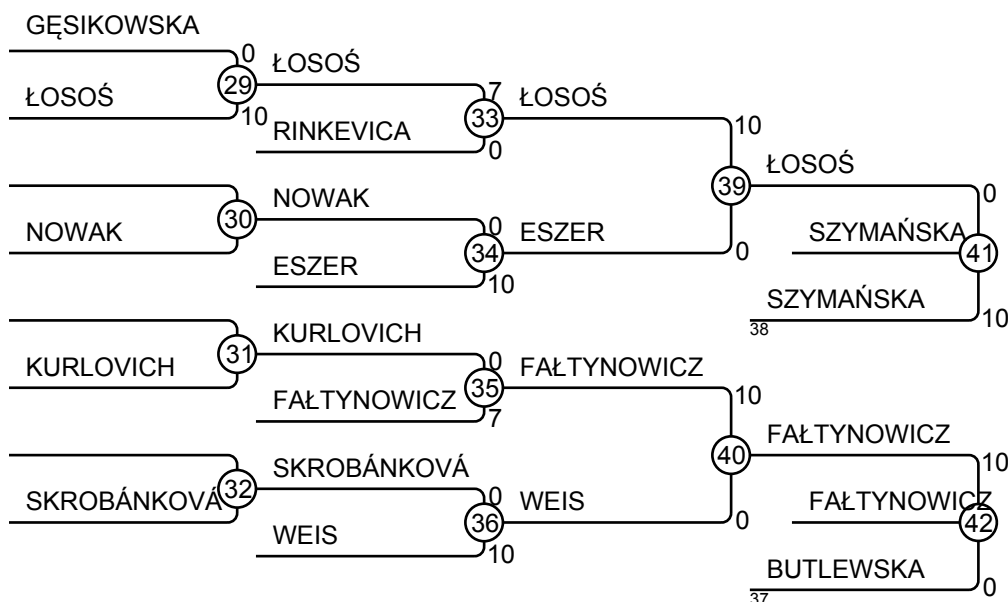 GĘSIKOWSKA
0
29
ŁOSOŚ
7
ŁOSOŚ
10
ŁOSOŚ
10
RINKEVICA
33
0
39
ŁOSOŚ
0
30
NOWAK
0
NOWAK
34
ESZER
0
SZYMAŃSKA
41
ESZER
10
SZYMAŃSKA
38
10
31
KURLOVICH
0
KURLOVICH
35
FAŁTYNOWICZ
10
FAŁTYNOWICZ
7
40
FAŁTYNOWICZ
10
32
SKROBÁNKOVÁ
0
SKROBÁNKOVÁ
36
WEIS
0
FAŁTYNOWICZ
42
WEIS
10
BUTLEWSKA
37
0